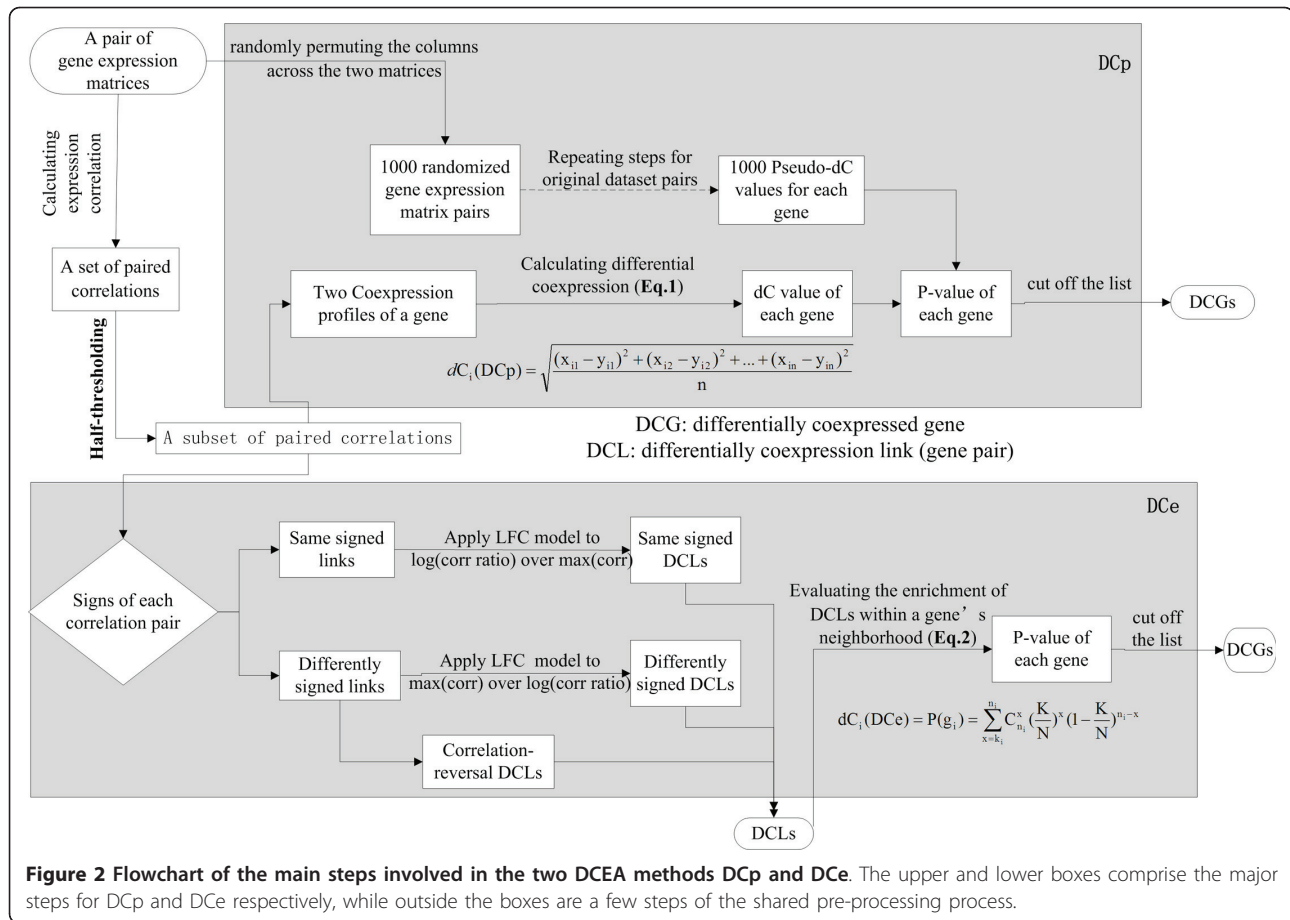 A pair of
gene expression
matrices
randomly permuting the columns
across the two matrices
DCp
Calculating
expression
correlation
1000 randomized
gene expression
matrix pairs
Repeating steps for
original dataset pairs
1000 Pseudo-dC
values for each
gene
A set of paired
correlations
Two Coexpression
profiles of a gene
Calculating differential
coexpression (Eq.1)
dC value of
each gene
P-value of
each gene
cut off the list
DCGs
dC_i(DCp) = √(((x_i1 − y_i1)² + (x_i2 − y_i2)² + ... + (x_in − y_in)²) / n)
Half-thresholding
A subset of paired correlations
DCG: differentially coexpressed gene
DCL: differentially coexpression link (gene pair)
DCe
Signs of each
correlation pair
Same signed
links
Apply LFC model to
log(corr ratio) over max(corr)
Same signed
DCLs
Differently
signed links
Apply LFC model to
max(corr) over log(corr ratio)
Differently
signed DCLs
Correlation-
reversal DCLs
DCLs
Evaluating the enrichment of
DCLs within a gene's
neighborhood (Eq.2)
P-value of
each gene
cut off
the list
DCGs
dC_i(DCe) = P(g_i) = ∑_{x=k_i}^{n_i} C_{n_i}^x (K/N)^x (1 − K/N)^{n_i−x}
Figure 2 Flowchart of the main steps involved in the two DCEA methods DCp and DCe. The upper and lower boxes comprise the major
steps for DCp and DCe respectively, while outside the boxes are a few steps of the shared pre-processing process.